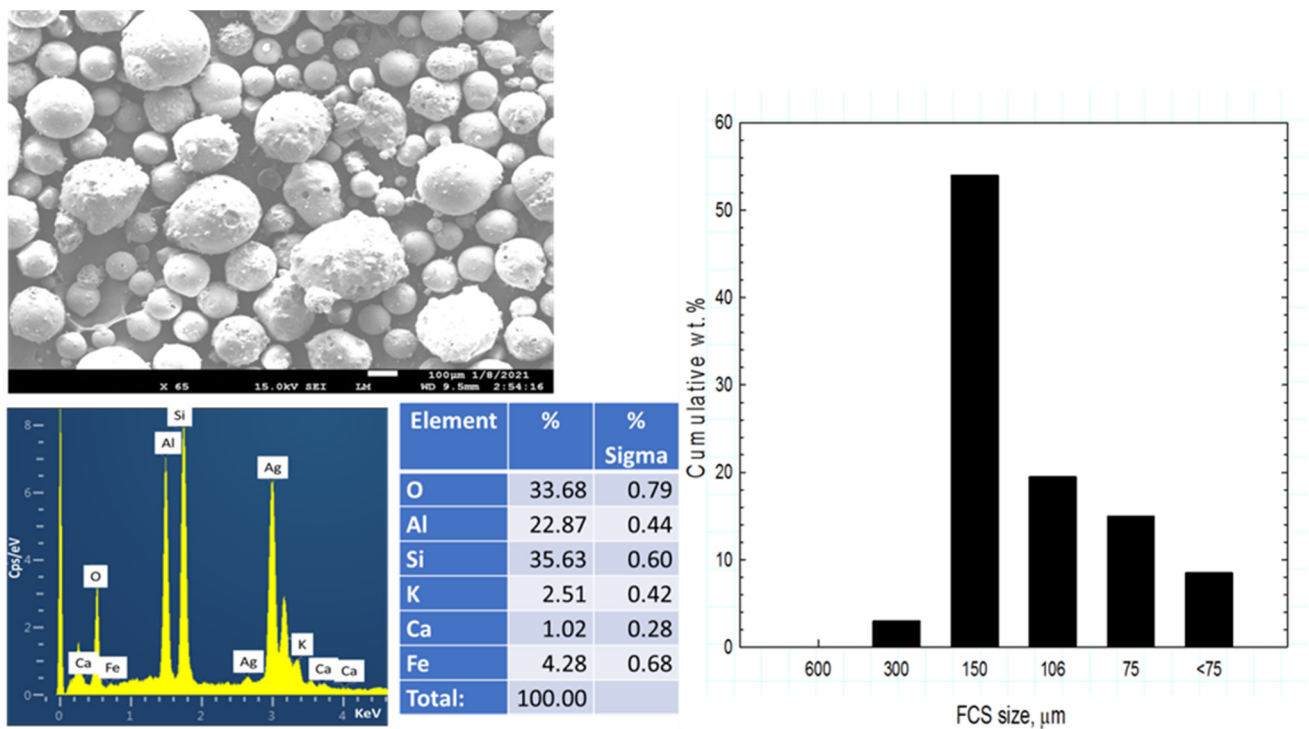 X 65 15.0kV SEI LM 100µm 1/8/2021
WD 9.5mm 2:54:16
8
6
4
2
0
Cps/eV
Si
Al
Ag
O
Ca
Fe
Ag
K
Ca
Ca
0 1 2 3 4 KeV
Element % % Sigma
O 33.68 0.79
Al 22.87 0.44
Si 35.63 0.60
K 2.51 0.42
Ca 1.02 0.28
Fe 4.28 0.68
Total: 100.00
Cumulative wt.%
60
50
40
30
20
10
0
600 300 150 106 75 <75
FCS size, µm